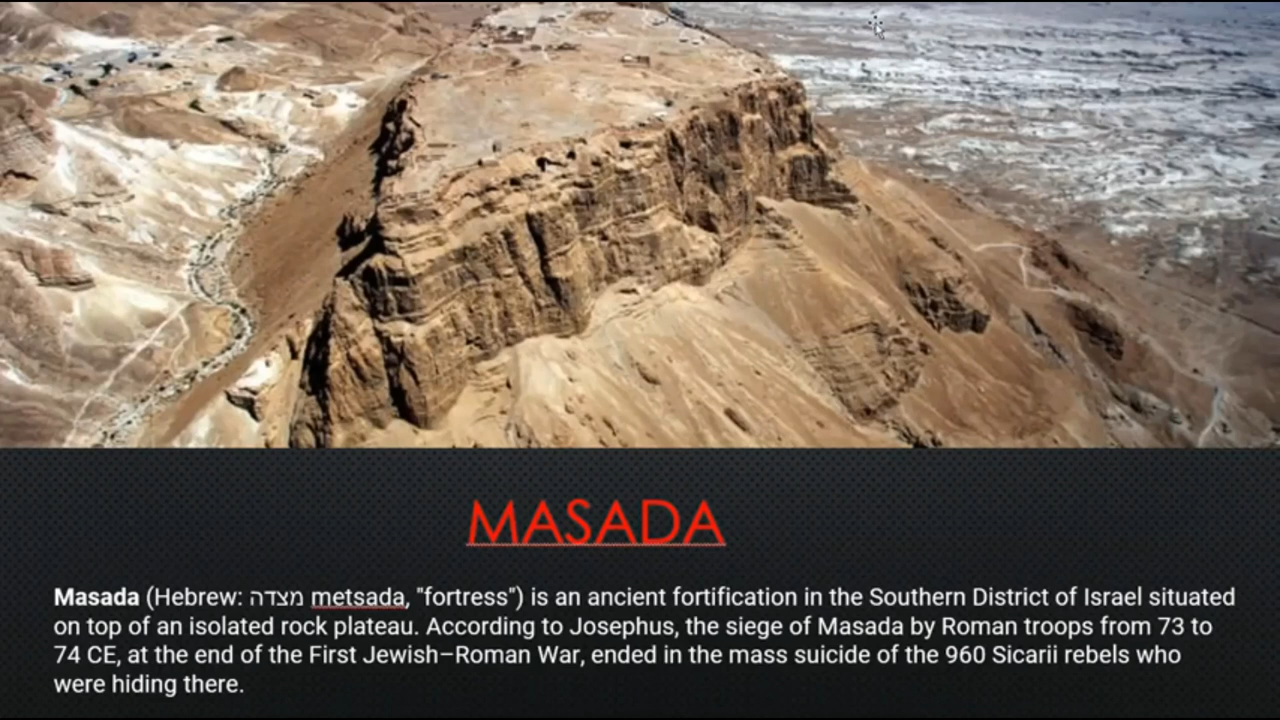 MASADA
Masada (Hebrew: מצדה metsada, "fortress") is an ancient fortification in the Southern District of Israel situated
on top of an isolated rock plateau. According to Josephus, the siege of Masada by Roman troops from 73 to
74 CE, at the end of the First Jewish–Roman War, ended in the mass suicide of the 960 Sicarii rebels who
were hiding there.